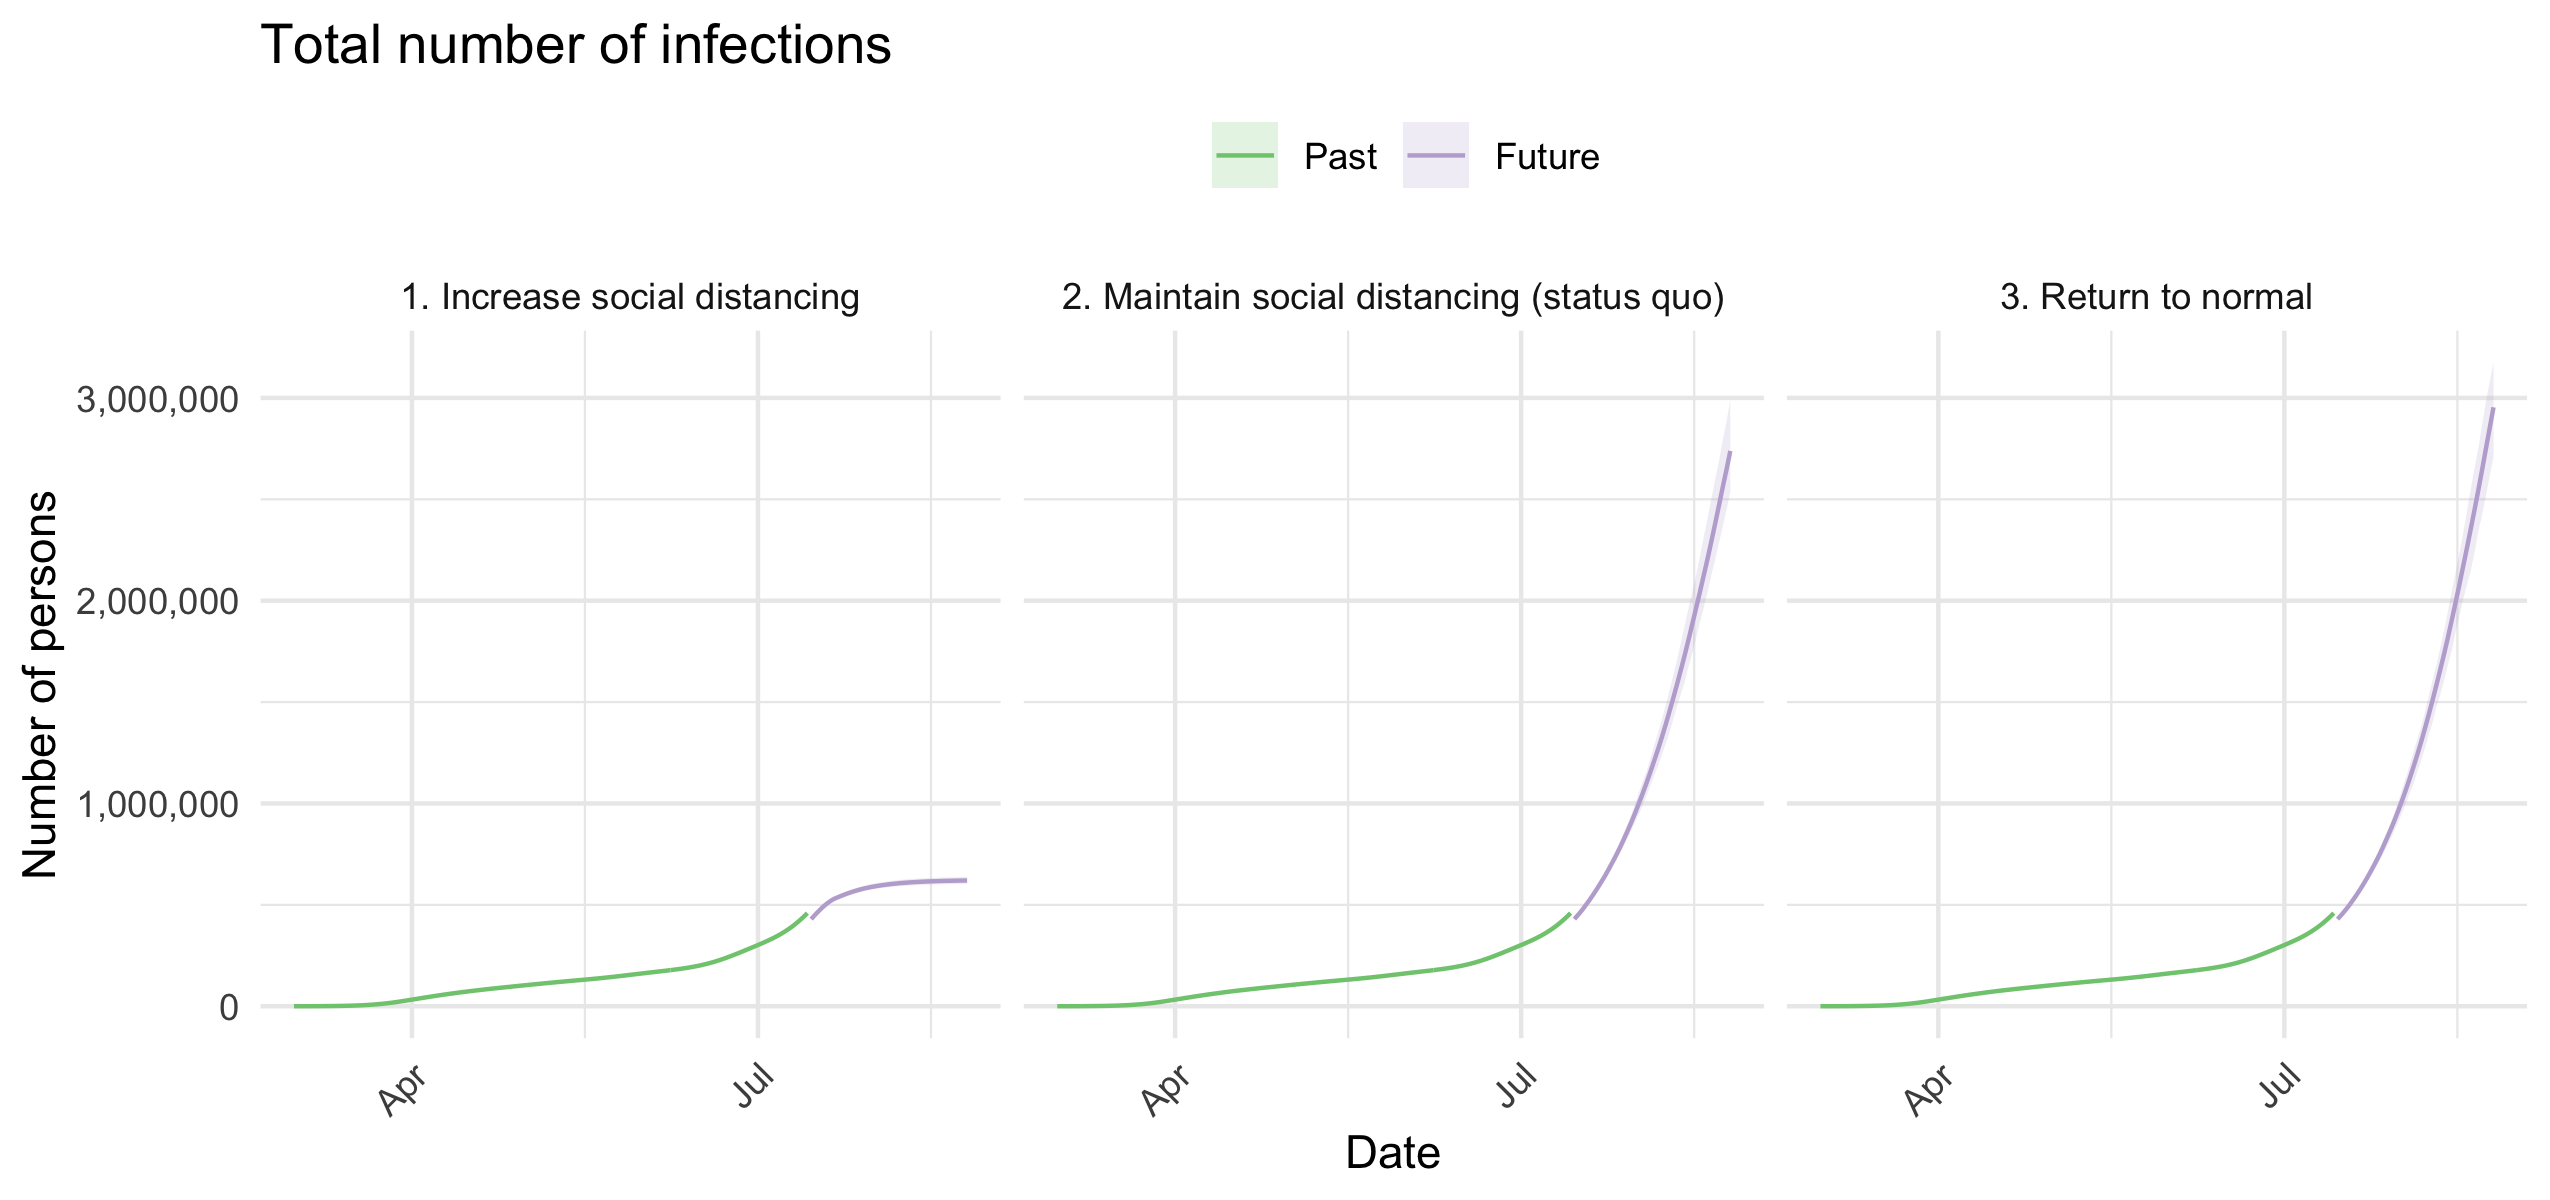 Total number of infections
Past
Future
1. Increase social distancing
2. Maintain social distancing (status quo)
3. Return to normal
Number of persons
3,000,000
2,000,000
1,000,000
0
Apr
Jul
Apr
Jul
Apr
Jul
Date